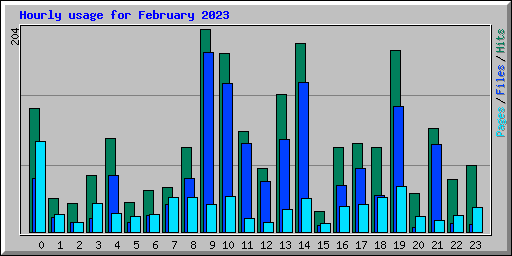 Hourly usage for February 2023
204
Pages / Files / Hits
0 1 2 3 4 5 6 7 8 9 10 11 12 13 14 15 16 17 18 19 20 21 22 23